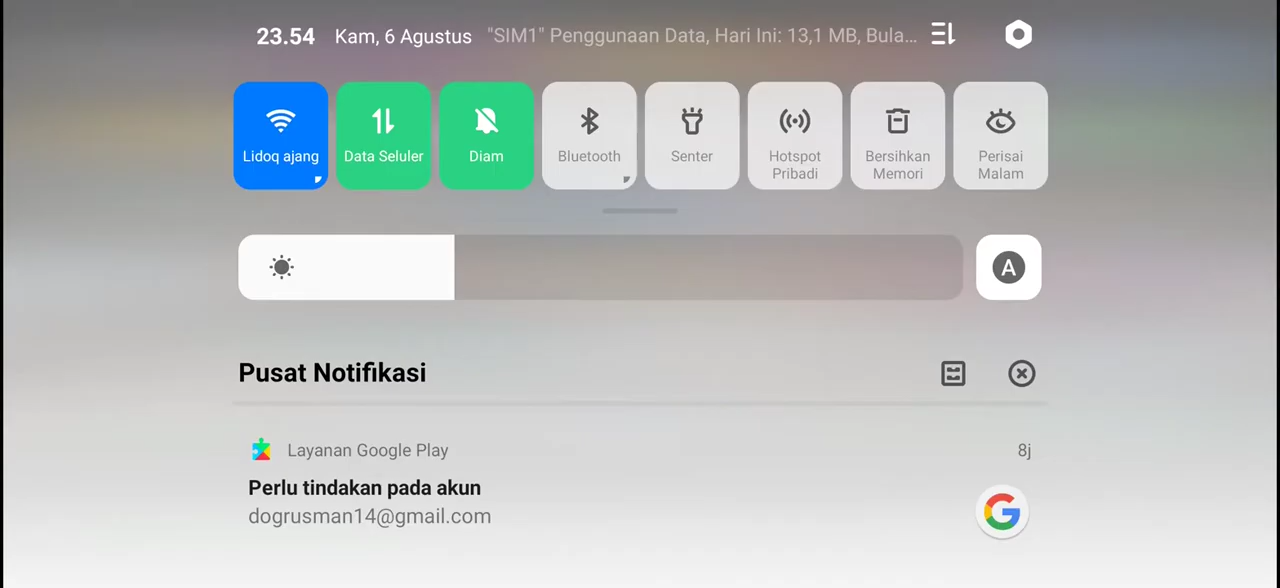 23.54 Kam, 6 Agustus "SIM1" Penggunaan Data, Hari Ini: 13,1 MB, Bula...
Lidoq ajang
Data Seluler
Diam
Bluetooth
Senter
Hotspot
Pribadi
Bersihkan
Memori
Perisai
Malam
A
Pusat Notifikasi
Layanan Google Play 8j
Perlu tindakan pada akun
dogrusman14@gmail.com
G